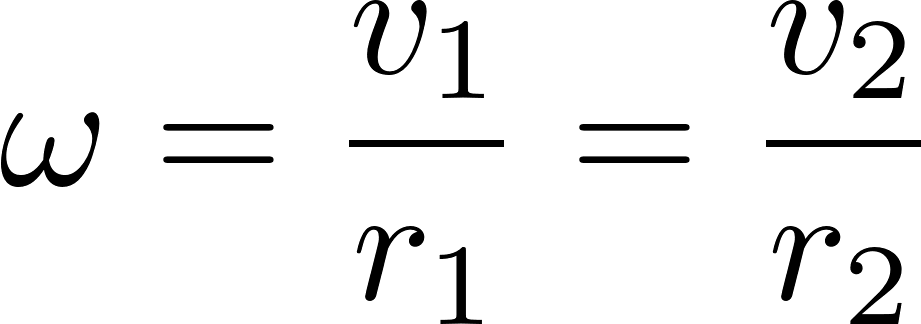 ω = v₁/r₁ = v₂/r₂